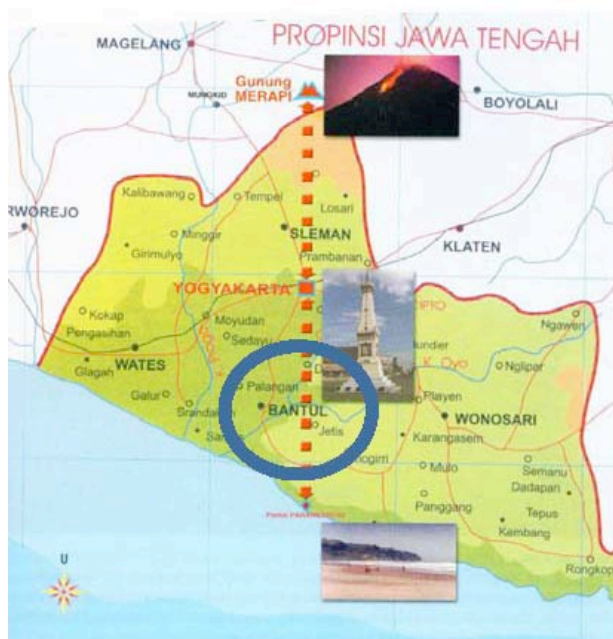 PROPINSI JAWA TENGAH
MAGELANG
Gunung
MERAPI
MUNGKID
BOYOLALI
Kalibawang
Tempel
Losari
RWOREJO
Minggir
SLEMAN
KLATEN
Girimulyo
Prambanan
YOGYAKARTA
Kokap
Moyudan
Ngawen
Pengasihan
Sedayu
WATES
K. Oyo
Nglipar
Glagah
Palangan
Playen
Galur
BANTUL
WONOSARI
Jetis
Karangasem
Mulo
Semanu
Dadapan
Panggang
Tepus
Kembang
Rongkop
U